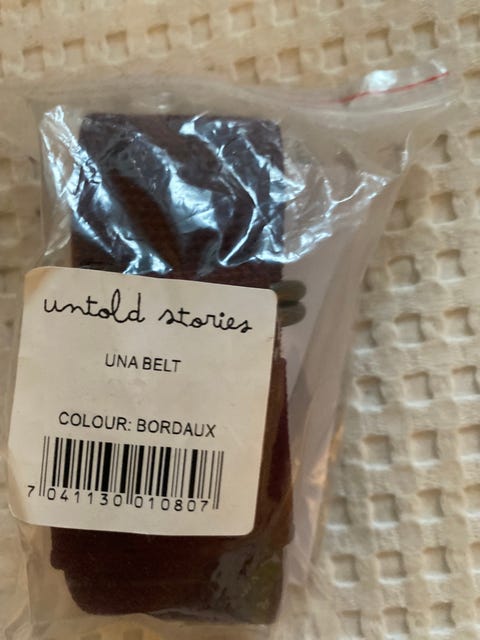 untold stories
UNA BELT
COLOUR: BORDAUX
7 041130 010807